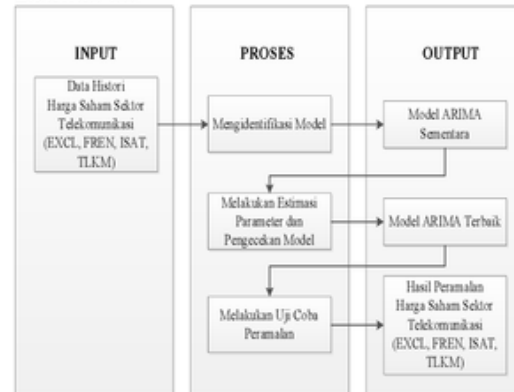 INPUT
PROSES
OUTPUT
Data Histori
Harga Saham Sektor
Telekomunikasi
(EXCL, FREN, ISAT,
TLKM)
Mengidentifikasi Model
Model ARIMA
Sementara
Melakukan Estimasi
Parameter dan
Pengecekan Model
Model ARIMA Terbaik
Melakukan Uji Coba
Peramalan
Hasil Peramalan
Harga Saham Sektor
Telekomunikasi
(EXCL, FREN, ISAT,
TLKM)